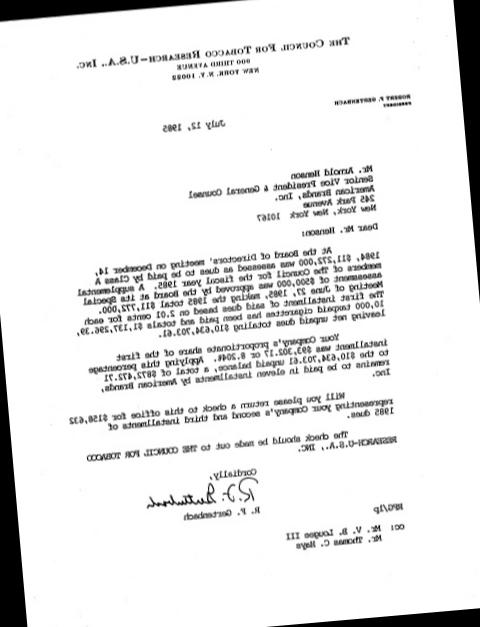 THE COUNCIL FOR TOBACCO RESEARCH—U.S.A., INC.
900 THIRD AVENUE
NEW YORK, N.Y. 10022
ROBERT F. GERTENBACH
PRESIDENT
July 12, 1985
Mr. Arnold Henson
Senior Vice President & General Counsel
American Brands, Inc.
245 Park Avenue
New York, New York 10167
Dear Mr. Henson:
At the Board of Directors' meeting on December 14,
1984, $11,272,000 was assessed as dues to be paid by Class A
members of The Council for the fiscal year 1985. A supplemental
assessment of $500,000 was approved by the Board at its Special
Meeting of June 27, 1985, making the 1985 total $11,772,000.
The first installment of said dues based on 2.01 cents for each
10,000 taxpaid cigarettes has been paid and totals $1,137,296.39,
leaving net unpaid dues totaling $10,634,703.61.
Your Company's proportionate share of the first
installment was $93,302.17 or 8.204%. Applying this percentage
to the $10,634,703.61 unpaid balance, a total of $872,472.71
remains to be paid in eleven installments by American Brands,
Inc.
Will you please return a check to this office for $158,632
representing your Company's second and third installments of
1985 dues.
The check should be made out to THE COUNCIL FOR TOBACCO
RESEARCH-U.S.A., INC.
Cordially,
R. F. Gertenbach
R. F. Gertenbach
RFG/lp
cc: Mr. V. B. Lougee III
Mr. Thomas C. Hays